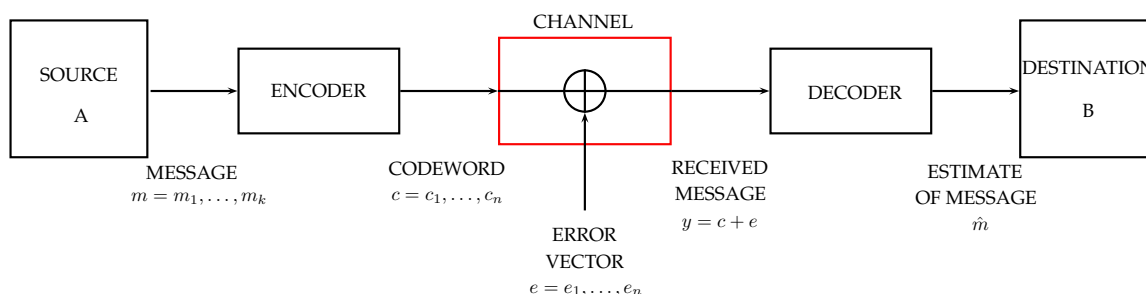 CHANNEL
SOURCE
A
ENCODER
DECODER
DESTINATION
B
MESSAGE
m = m₁, . . . , mₖ
CODEWORD
c = c₁, . . . , cₙ
ERROR
VECTOR
e = e₁, . . . , eₙ
RECEIVED
MESSAGE
y = c + e
ESTIMATE
OF MESSAGE
m̂